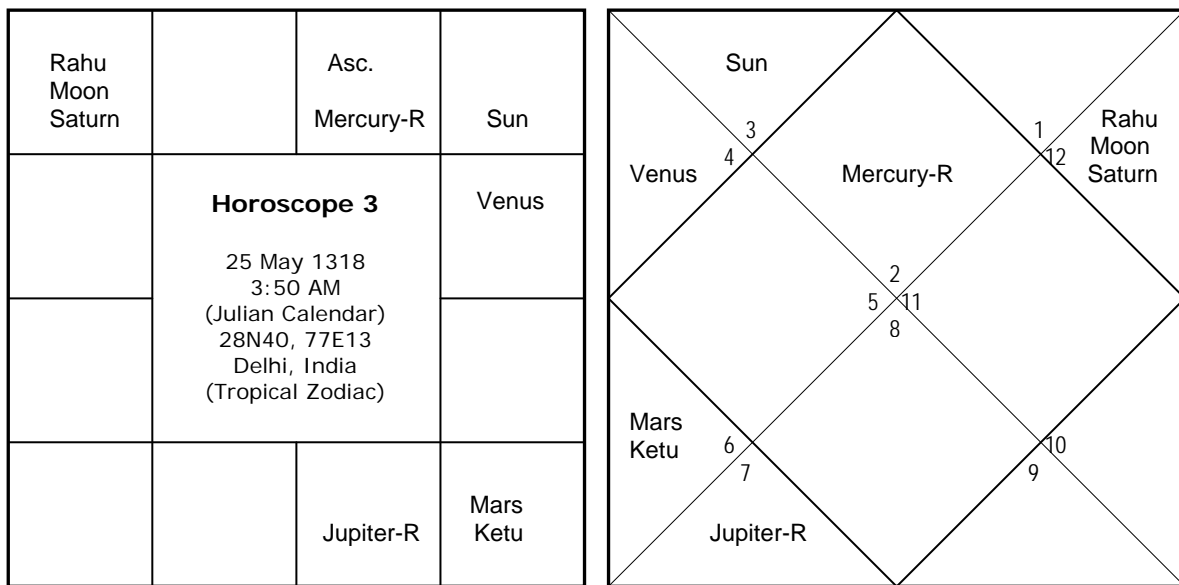 Rahu
Moon
Saturn
Asc.
Mercury-R
Sun
Horoscope 3
25 May 1318
3:50 AM
(Julian Calendar)
28N40, 77E13
Delhi, India
(Tropical Zodiac)
Venus
Jupiter-R
Mars
Ketu
Sun
3
4
Venus
Mercury-R
1
12
Rahu
Moon
Saturn
2
5 11
8
Mars
Ketu
6
7
Jupiter-R
10
9